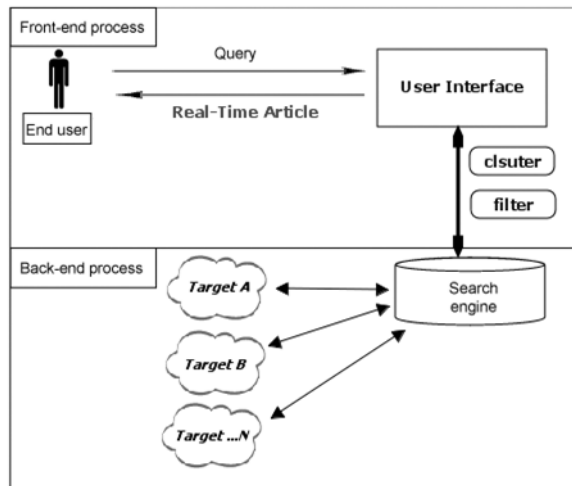 Front-end process
Query
Real-Time Article
End user
User Interface
clsuter
filter
Back-end process
Target A
Search
engine
Target B
Target ...N